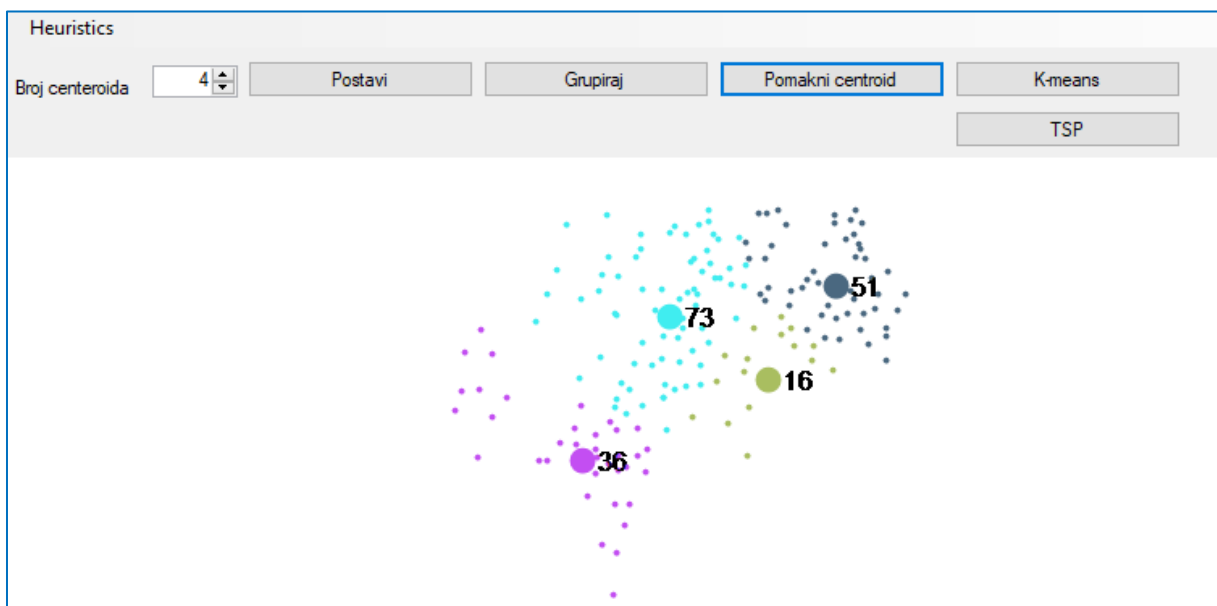 Heuristics
Broj centeroida 4 Postavi Grupiraj Pomakni centroid K-means
TSP
51
73
16
36